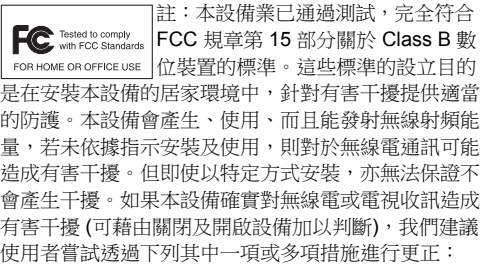 FC Tested to comply
with FCC Standards
FOR HOME OR OFFICE USE
註：本設備業已通過測試，完全符合
FCC 規章第 15 部分關於 Class B 數
位裝置的標準。這些標準的設立目的
是在安裝本設備的居家環境中，針對有害干擾提供適當
的防護。本設備會產生、使用、而且能發射無線射頻能
量，若未依據指示安裝及使用，則對於無線電通訊可能
造成有害干擾。但即使以特定方式安裝，亦無法保證不
會產生干擾。如果本設備確實對無線電或電視收訊造成
有害干擾 (可藉由關閉及開啟設備加以判斷)，我們建議
使用者嘗試透過下列其中一項或多項措施進行更正：